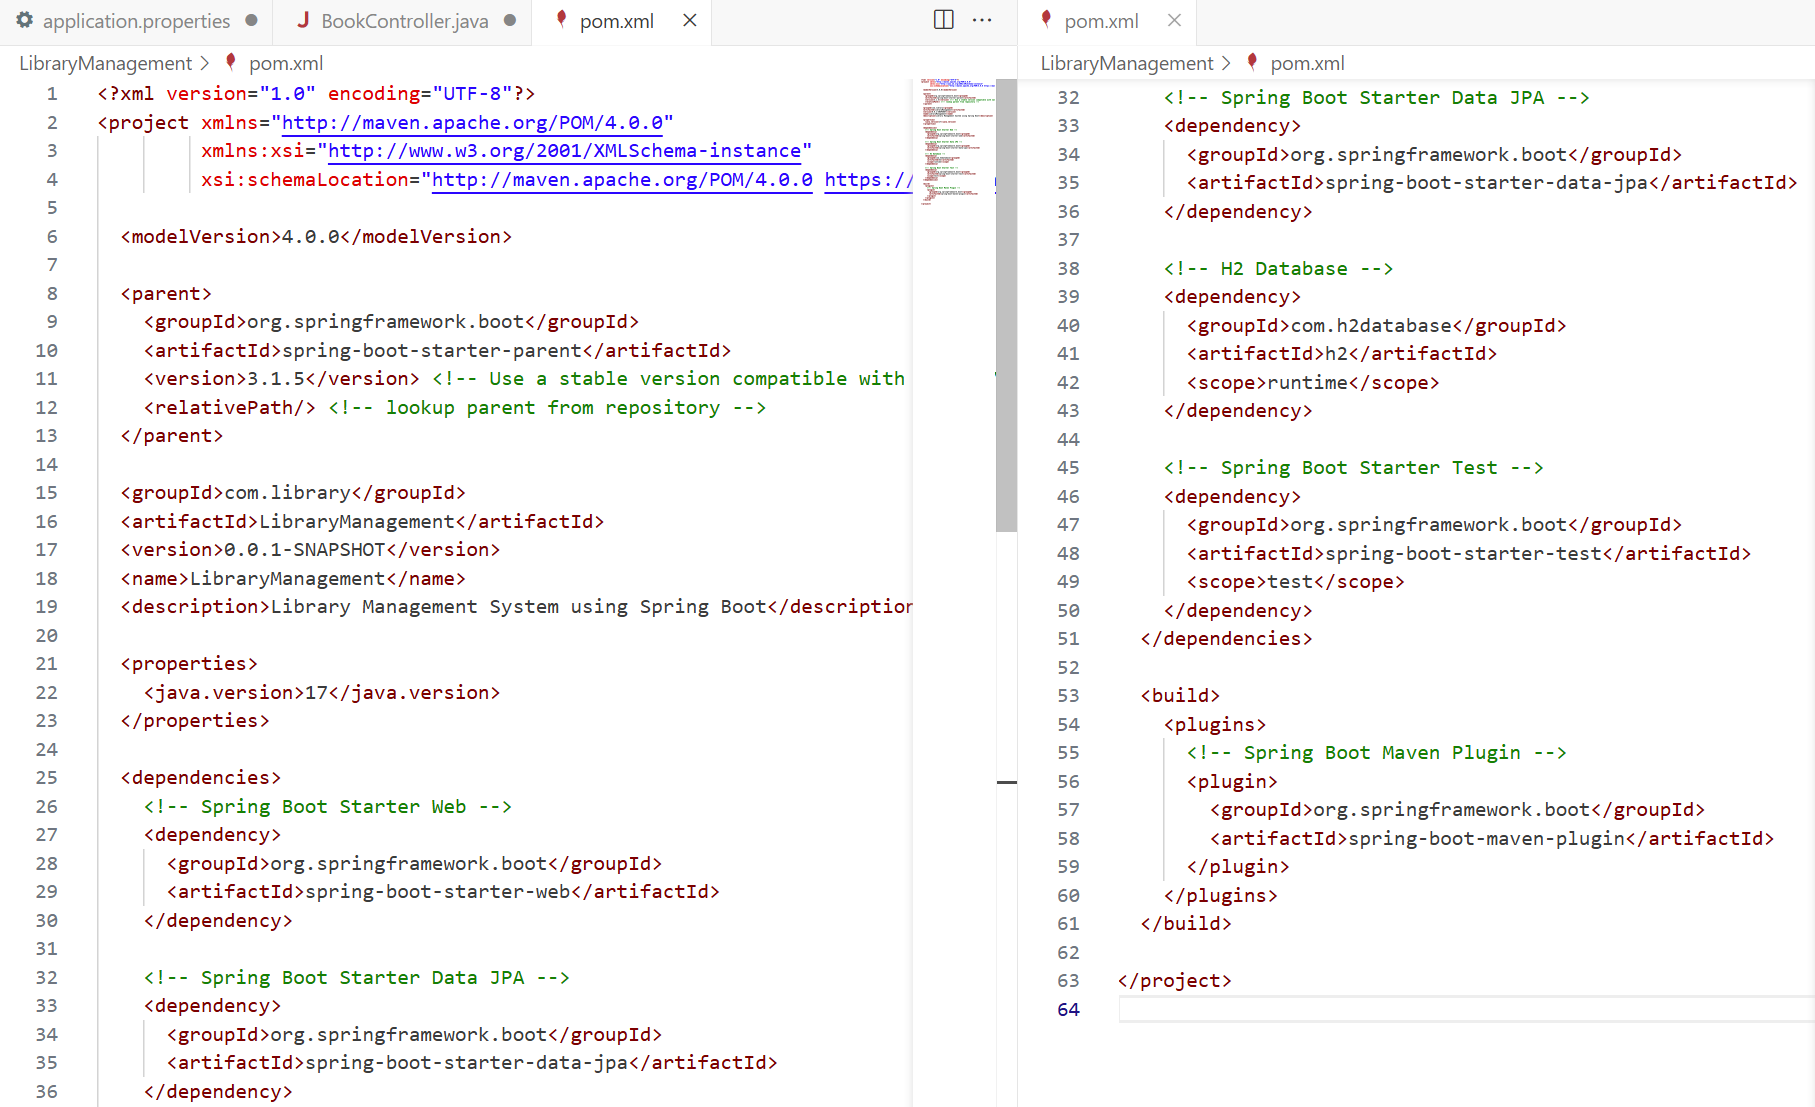 application.properties
BookController.java
pom.xml
LibraryManagement > pom.xml
1 <?xml version="1.0" encoding="UTF-8"?>
2 <project xmlns="http://maven.apache.org/POM/4.0.0"
3 xmlns:xsi="http://www.w3.org/2001/XMLSchema-instance"
4 xsi:schemaLocation="http://maven.apache.org/POM/4.0.0 https://
5
6 <modelVersion>4.0.0</modelVersion>
7
8 <parent>
9 <groupId>org.springframework.boot</groupId>
10 <artifactId>spring-boot-starter-parent</artifactId>
11 <version>3.1.5</version> <!-- Use a stable version compatible with
12 <relativePath/> <!-- lookup parent from repository -->
13 </parent>
14
15 <groupId>com.library</groupId>
16 <artifactId>LibraryManagement</artifactId>
17 <version>0.0.1-SNAPSHOT</version>
18 <name>LibraryManagement</name>
19 <description>Library Management System using Spring Boot</description
20
21 <properties>
22 <java.version>17</java.version>
23 </properties>
24
25 <dependencies>
26 <!-- Spring Boot Starter Web -->
27 <dependency>
28 <groupId>org.springframework.boot</groupId>
29 <artifactId>spring-boot-starter-web</artifactId>
30 </dependency>
31
32 <!-- Spring Boot Starter Data JPA -->
33 <dependency>
34 <groupId>org.springframework.boot</groupId>
35 <artifactId>spring-boot-starter-data-jpa</artifactId>
36 </dependency>
pom.xml
LibraryManagement > pom.xml
32 <!-- Spring Boot Starter Data JPA -->
33 <dependency>
34 <groupId>org.springframework.boot</groupId>
35 <artifactId>spring-boot-starter-data-jpa</artifactId>
36 </dependency>
37
38 <!-- H2 Database -->
39 <dependency>
40 <groupId>com.h2database</groupId>
41 <artifactId>h2</artifactId>
42 <scope>runtime</scope>
43 </dependency>
44
45 <!-- Spring Boot Starter Test -->
46 <dependency>
47 <groupId>org.springframework.boot</groupId>
48 <artifactId>spring-boot-starter-test</artifactId>
49 <scope>test</scope>
50 </dependency>
51 </dependencies>
52
53 <build>
54 <plugins>
55 <!-- Spring Boot Maven Plugin -->
56 <plugin>
57 <groupId>org.springframework.boot</groupId>
58 <artifactId>spring-boot-maven-plugin</artifactId>
59 </plugin>
60 </plugins>
61 </build>
62
63 </project>
64